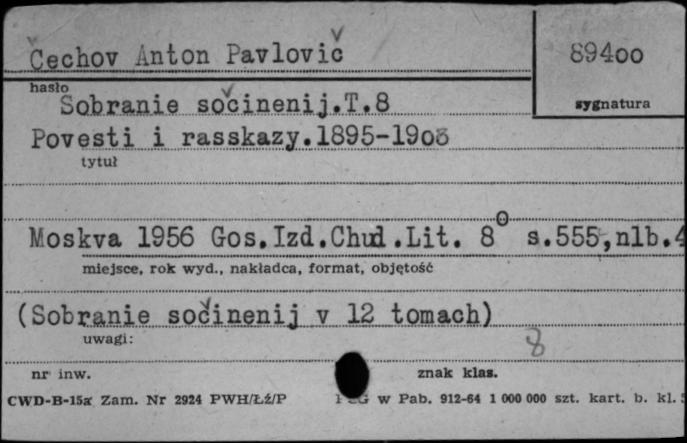 Čechov Anton Pavlovič
89400
hasło
sygnatura
Sobranie sočinenij.T.8
Povesti i rasskazy.1895-1903
tytuł
Moskva 1956 Gos.Izd.Chud.Lit. 8° s.555,nlb.4
miejsce, rok wyd., nakładca, format, objętość
(Sobranie sočinenij v 12 tomach)
uwagi:
8
nr inw.
znak klas.
CWD-B-15a Zam. Nr 2924 PWH/Łź/P
w Pab. 912-64 1 000 000 szt. kart. b. kl.